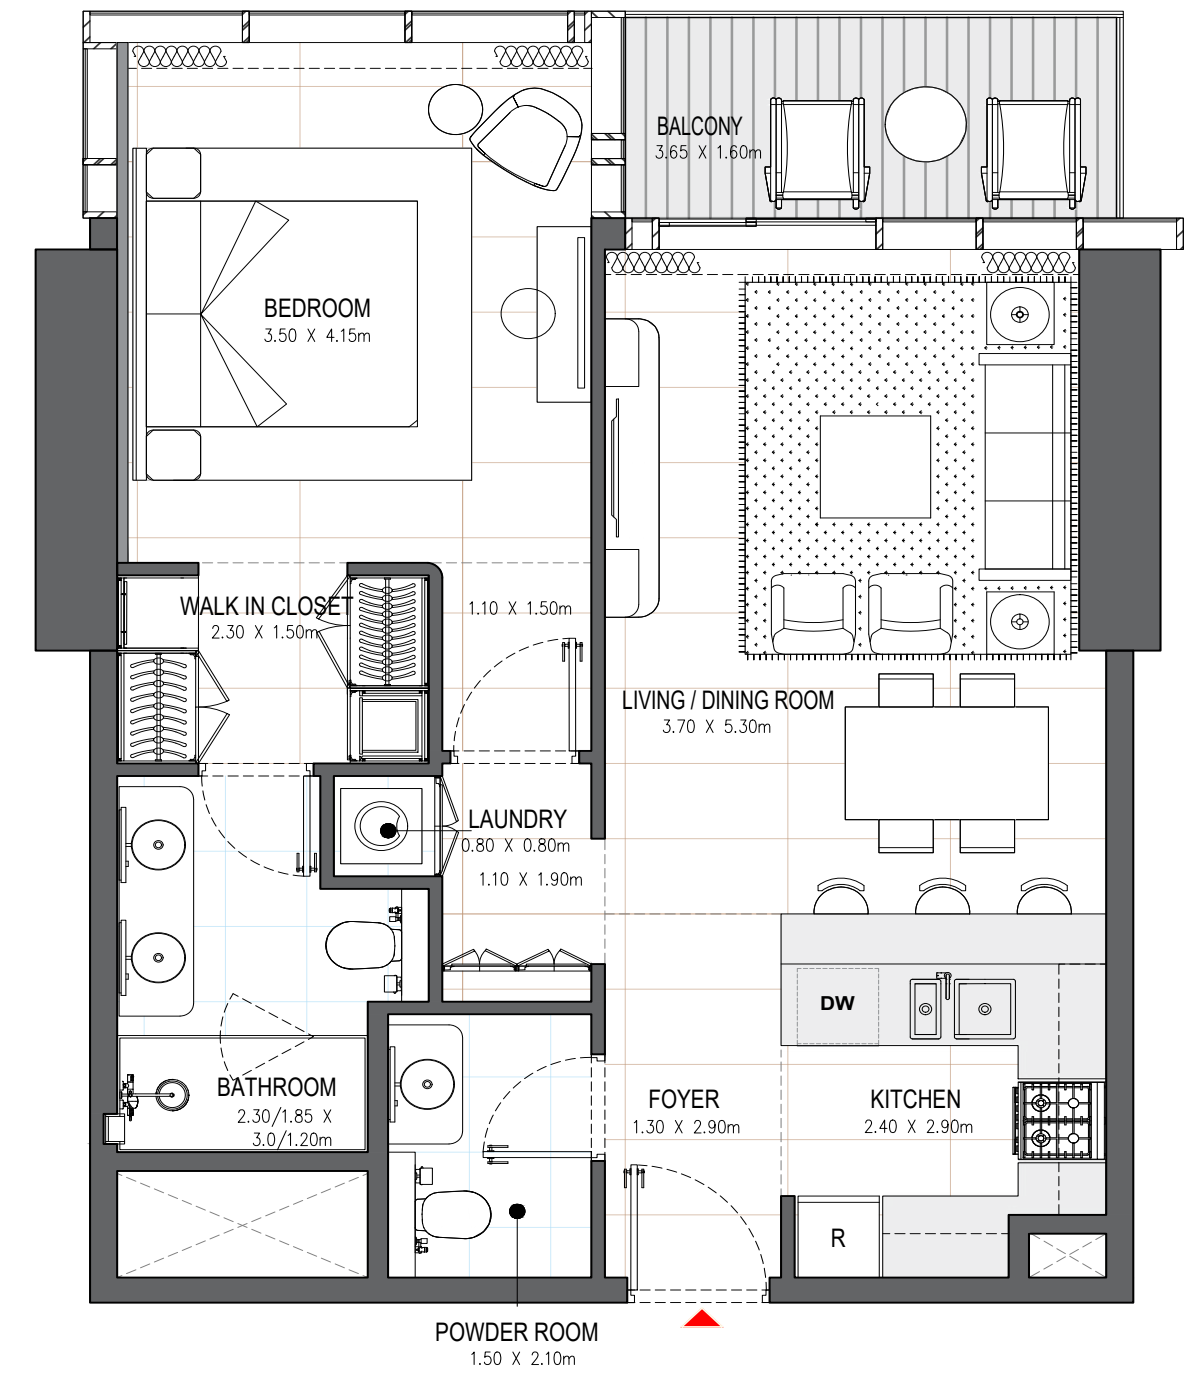 BALCONY
3.65 X 1.60m
BEDROOM
3.50 X 4.15m
WALK IN CLOSET
2.30 X 1.50m
1.10 X 1.50m
LIVING / DINING ROOM
3.70 X 5.30m
LAUNDRY
0.80 X 0.80m
1.10 X 1.90m
DW
BATHROOM
2.30/1.85 X
3.0/1.20m
FOYER
1.30 X 2.90m
KITCHEN
2.40 X 2.90m
R
POWDER ROOM
1.50 X 2.10m